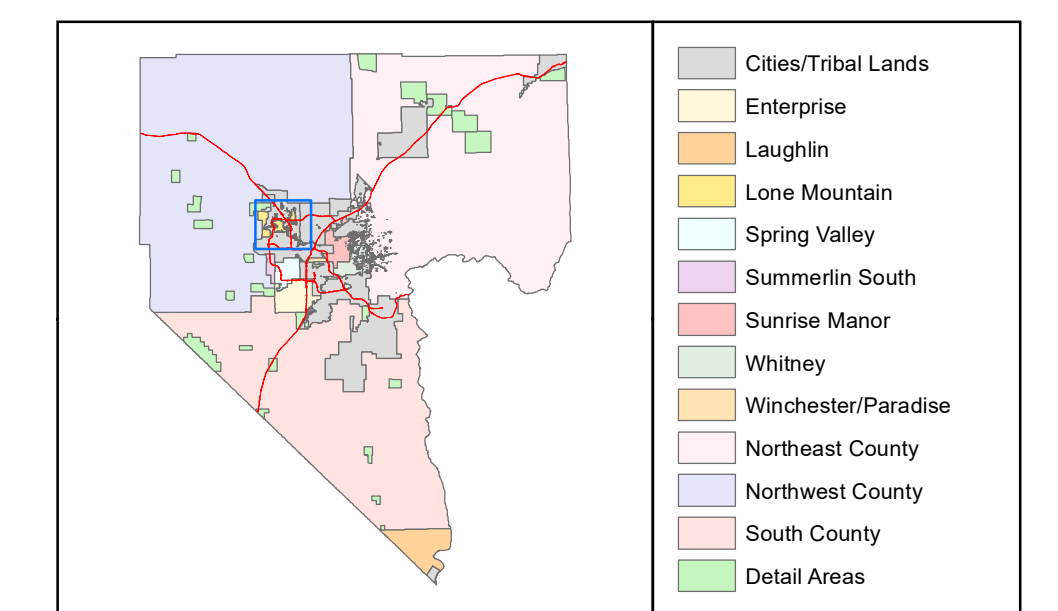 Cities/Tribal Lands
Enterprise
Laughlin
Lone Mountain
Spring Valley
Summerlin South
Sunrise Manor
Whitney
Winchester/Paradise
Northeast County
Northwest County
South County
Detail Areas